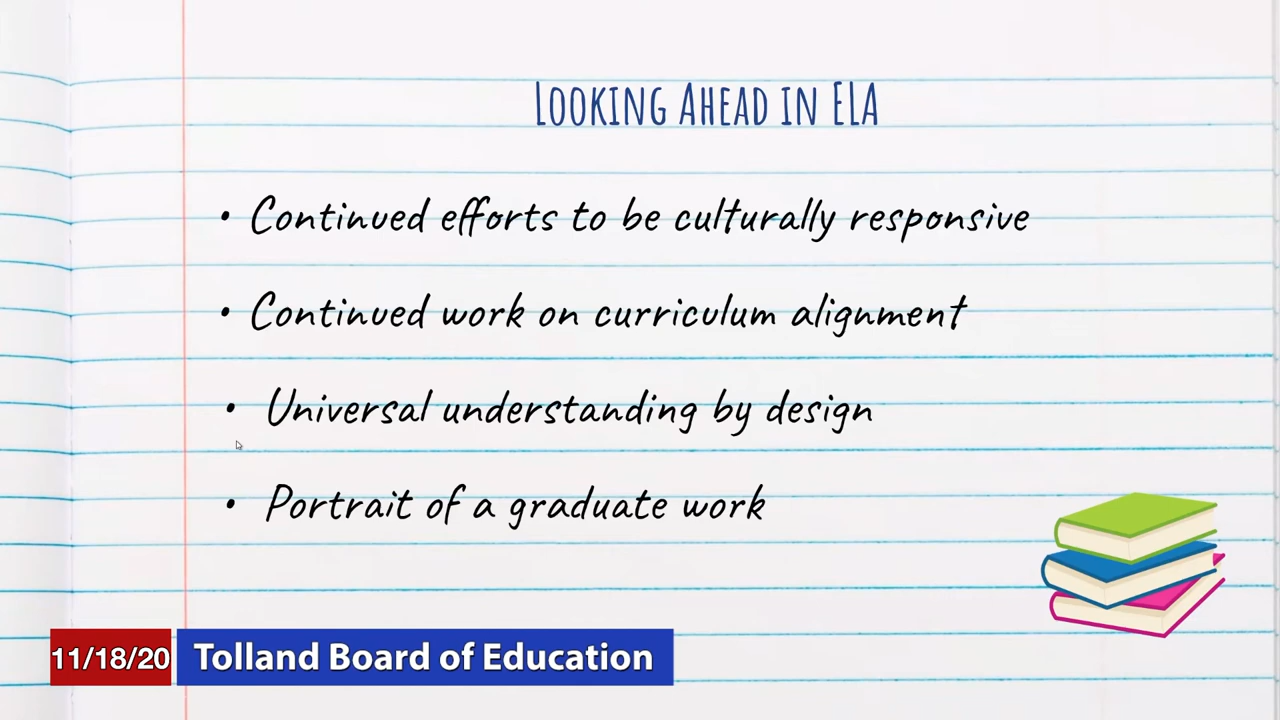 Looking Ahead in ELA
• Continued efforts to be culturally responsive
• Continued work on curriculum alignment
• Universal understanding by design
• Portrait of a graduate work
11/18/20 Tolland Board of Education